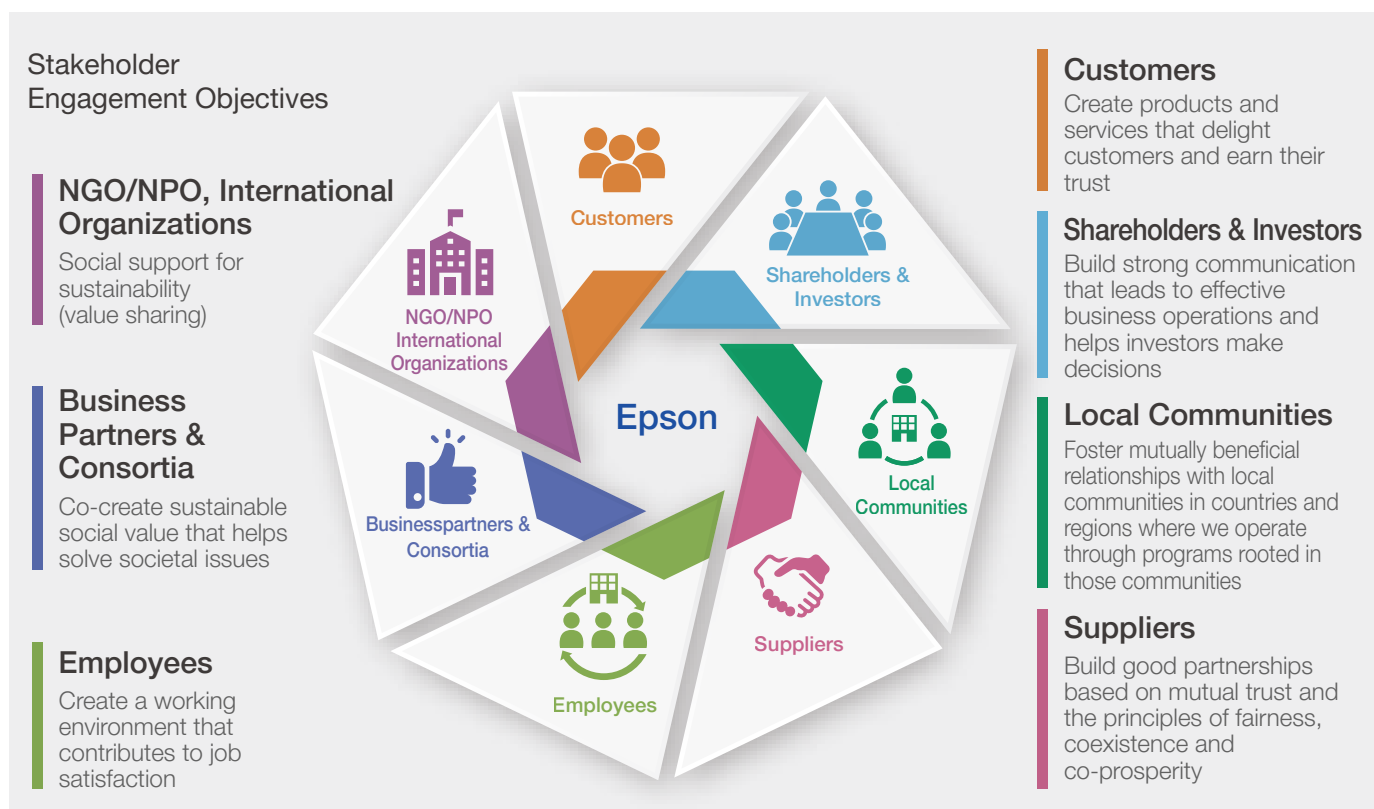 Stakeholder
Engagement Objectives
NGO/NPO, International
Organizations
Social support for
sustainability
(value sharing)
Business
Partners &
Consortia
Co-create sustainable
social value that helps
solve societal issues
Employees
Create a working
environment that
contributes to job
satisfaction
Customers
Shareholders &
Investors
NGO/NPO
International
Organizations
Epson
Local
Communities
Businesspartners &
Consortia
Suppliers
Employees
Customers
Create products and
services that delight
customers and earn their
trust
Shareholders & Investors
Build strong communication
that leads to effective
business operations and
helps investors make
decisions
Local Communities
Foster mutually beneficial
relationships with local
communities in countries and
regions where we operate
through programs rooted in
those communities
Suppliers
Build good partnerships
based on mutual trust and
the principles of fairness,
coexistence and
co-prosperity